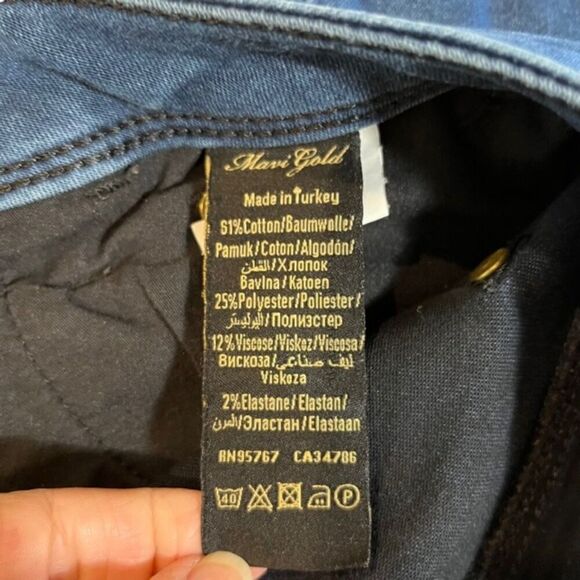 Mavi Gold
Made in Turkey
61%Cotton/Baumwolle/
Pamuk/Coton/Algodón/
القطن/Хлопок
Bavlna/Katoen
25%Polyester/Poliester/
البوليستر/Полиэстер
12%Viscose/Viskoz/Viscosa/
Вискоза/ليف صناعي/
Viskoza
2%Elastane/Elastan/
المرن/Эластан/Elastaan
RN95767 CA34786
40 P